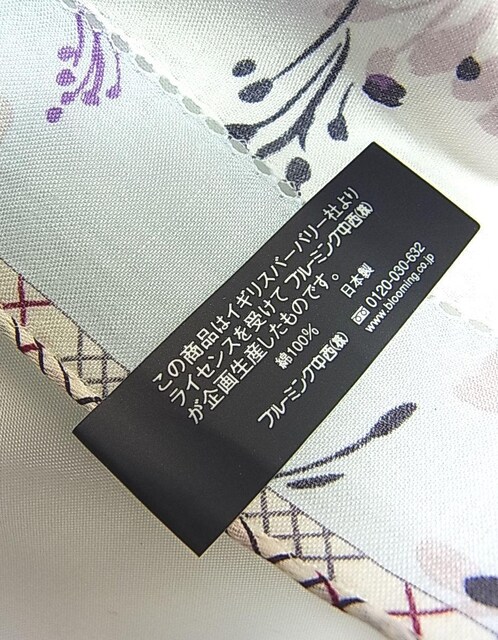 この商品はイギリスバーバリー社より
ライセンスを受けてブルーミング中西(株)
が企画生産したものです。
綿100%
日本製
ブルーミング中西(株)
0120-030-632
www.blooming.co.jp